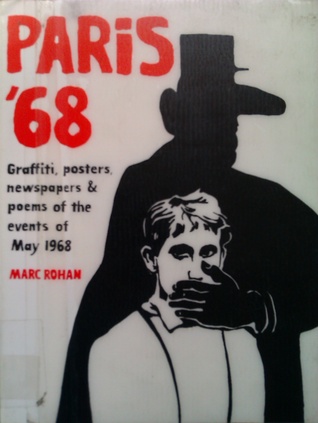 PARiS
'68
Graffiti, posters,
newspapers &
poems of the
events of
May 1968
MARC ROHAN